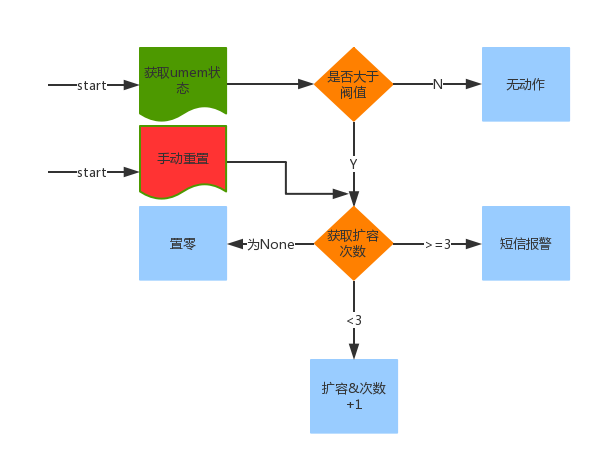 start
获取umem状
态
是否大于
阀值
N
无动作
start
手动重置
Y
置零
为None
获取扩容
次数
>=3
短信报警
<3
扩容&次数
+1